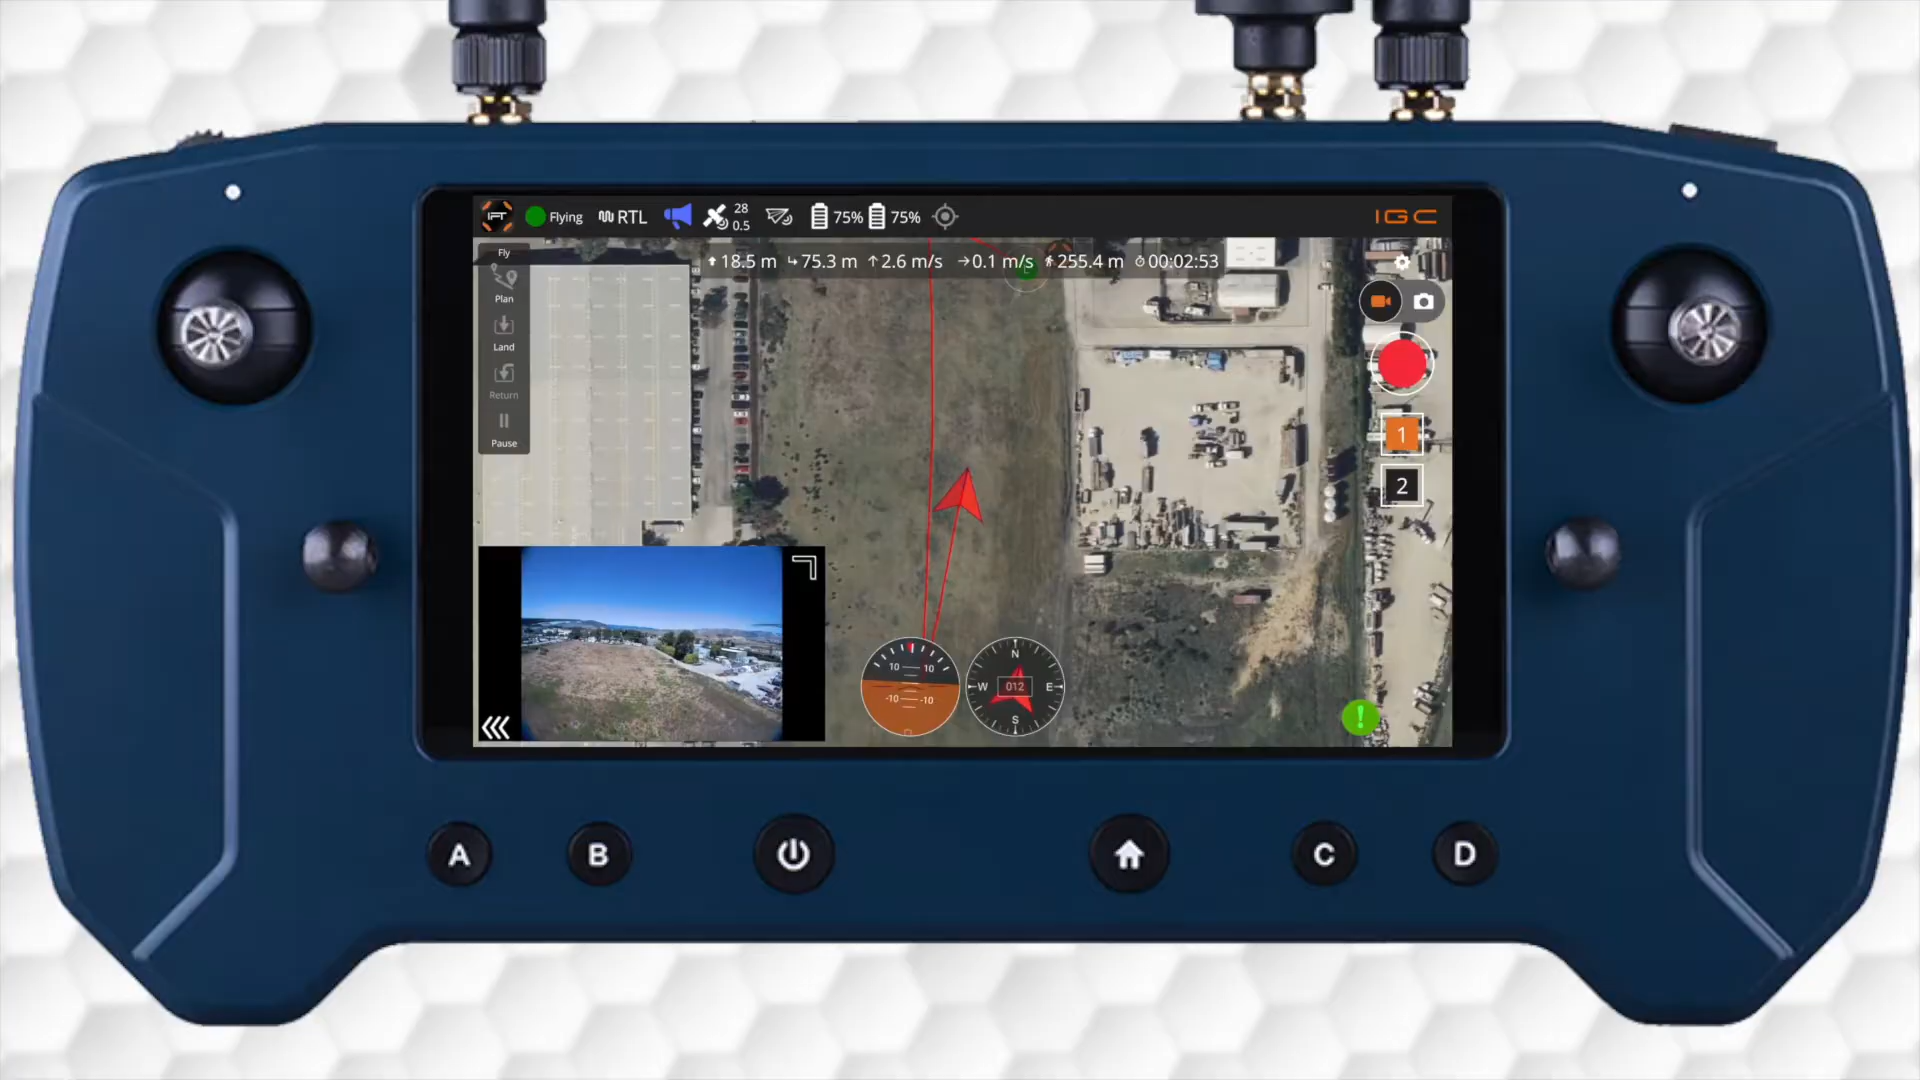 IFT Flying RTL 28 0.5 75% 75% IGC
18.5 m 75.3 m 2.6 m/s 0.1 m/s 255.4 m 00:02:53
Fly
Plan
Land
Return
Pause
1
2
10 10
-10 -10
N
W 012 E
S
!
A B C D